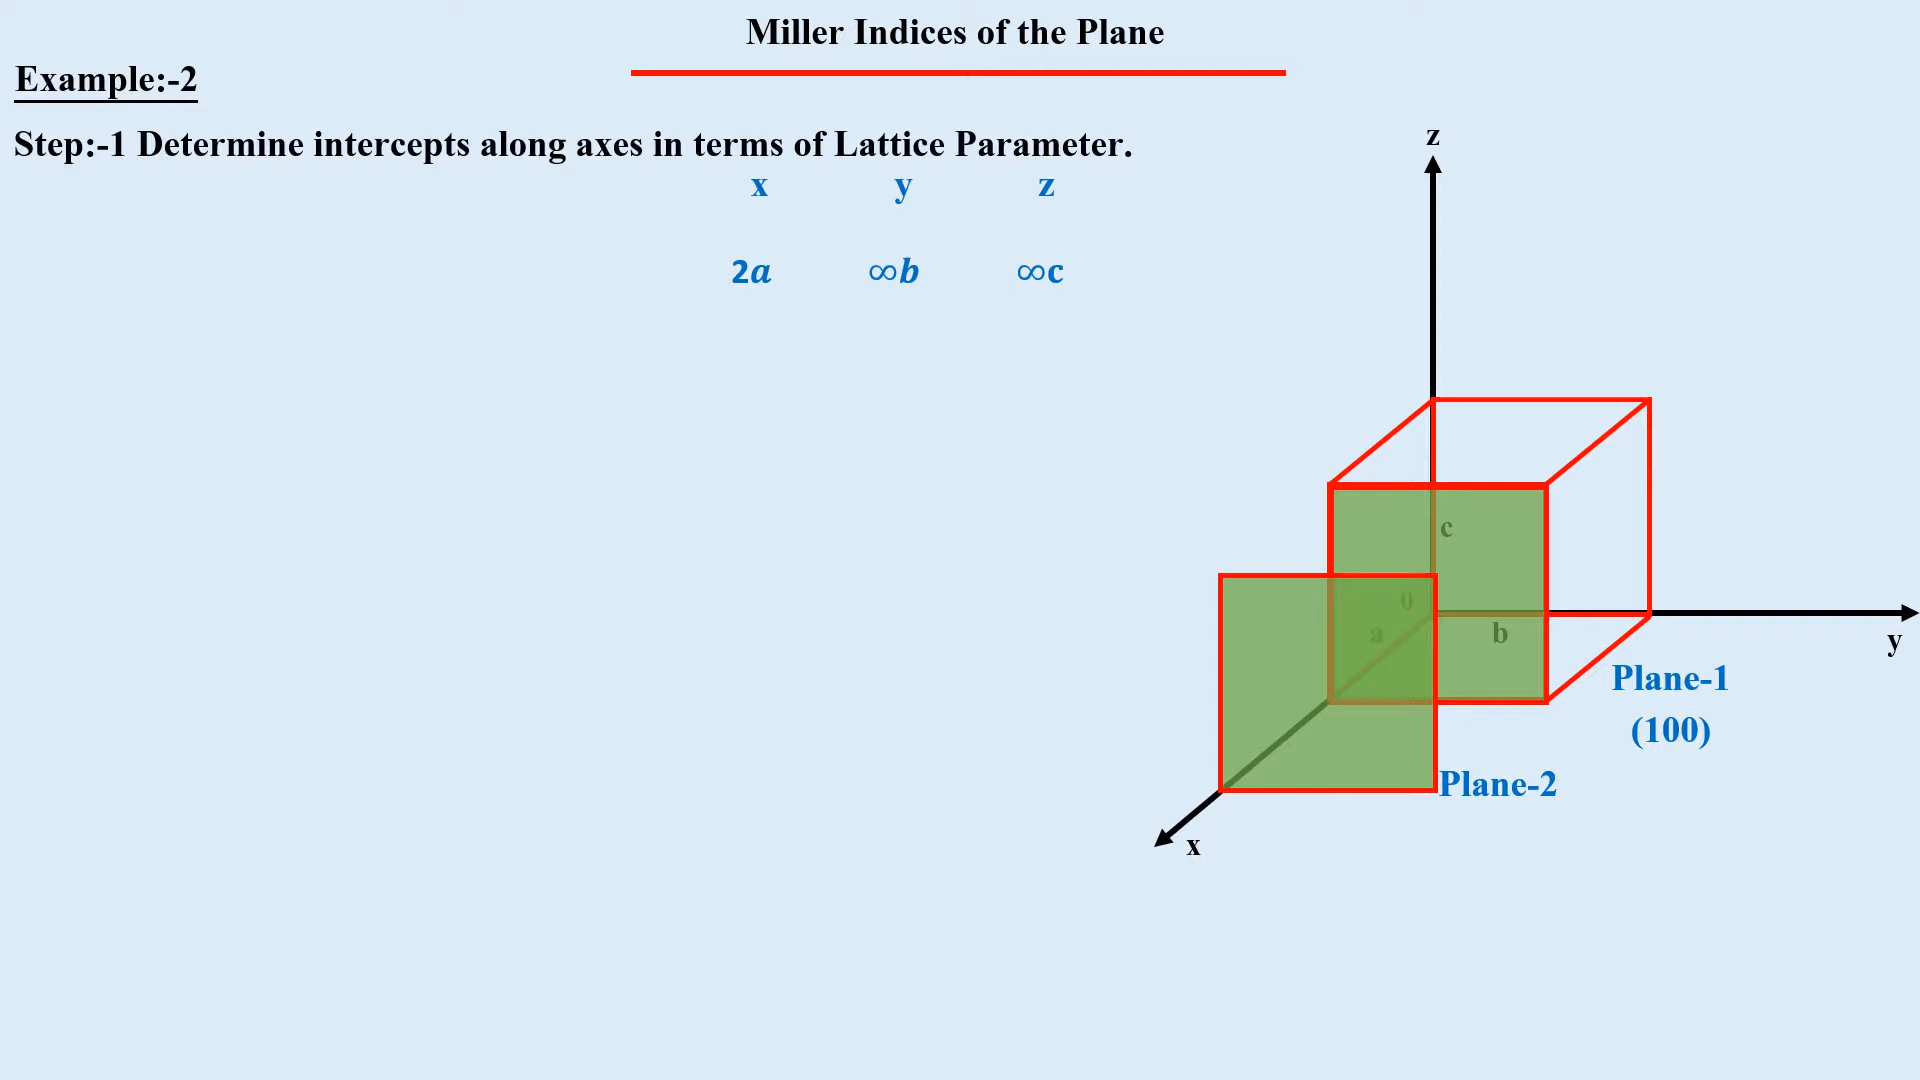 Miller Indices of the Plane
Example:-2
Step:-1 Determine intercepts along axes in terms of Lattice Parameter.
x y z
2a ∞b ∞c
z
c
0
a b
y
Plane-1
(100)
Plane-2
x